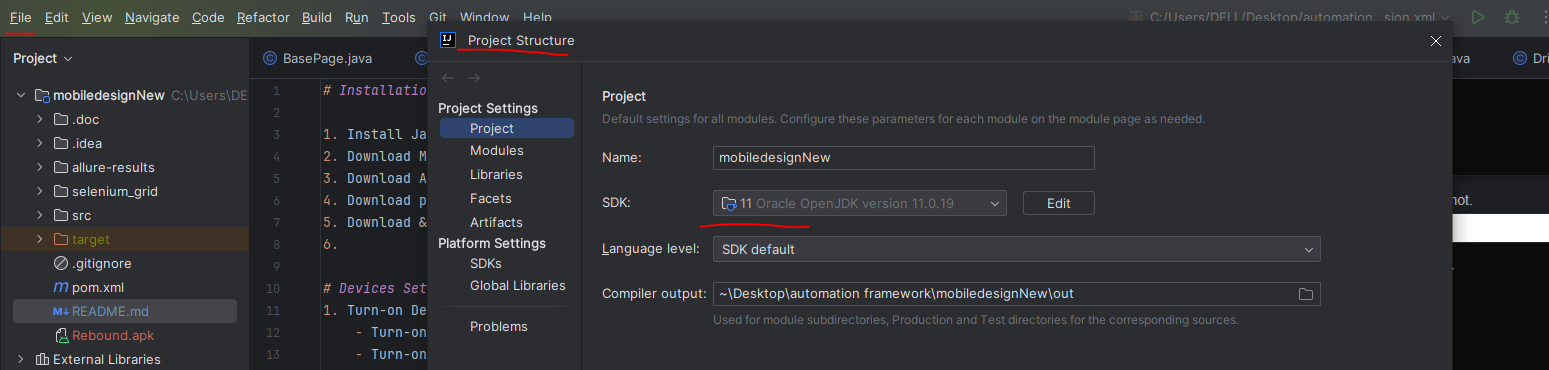 File Edit View Navigate Code Refactor Build Run Tools Git Window Help
C:/Users/DELL/Desktop/automation ...sion.xml
Project
BasePage.java
ava
Dri
mobiledesignNew C:\Users\DE
.doc
.idea
allure-results
selenium_grid
src
target
.gitignore
pom.xml
M↓ README.md
Rebound.apk
External Libraries
1 # Installatio
2
3 1. Install Ja
4 2. Download M
5 3. Download A
6 4. Download p
7 5. Download &
8 6.
9
10 # Devices Set
11 1. Turn-on De
12 - Turn-on
13 - Turn-on
IJ Project Structure
Project Settings
Project
Modules
Libraries
Facets
Artifacts
Platform Settings
SDKs
Global Libraries
Problems
Project
Default settings for all modules. Configure these parameters for each module on the module page as needed.
Name: mobiledesignNew
SDK: 11 Oracle OpenJDK version 11.0.19 Edit
Language level: SDK default
Compiler output: ~\Desktop\automation framework\mobiledesignNew\out
Used for module subdirectories, Production and Test directories for the corresponding sources.
not.